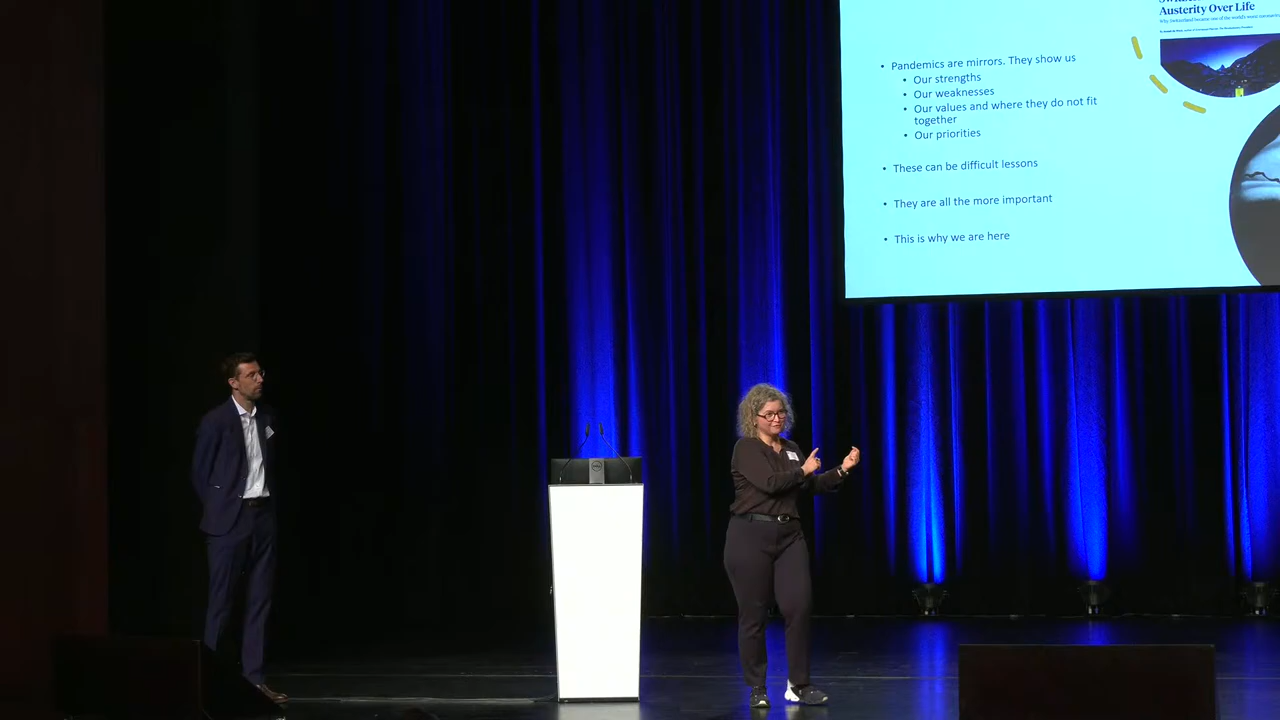 Austerity Over Life
• Pandemics are mirrors. They show us
• Our strengths
• Our weaknesses
• Our values and where they do not fit
together
• Our priorities
• These can be difficult lessons
• They are all the more important
• This is why we are here
DELL